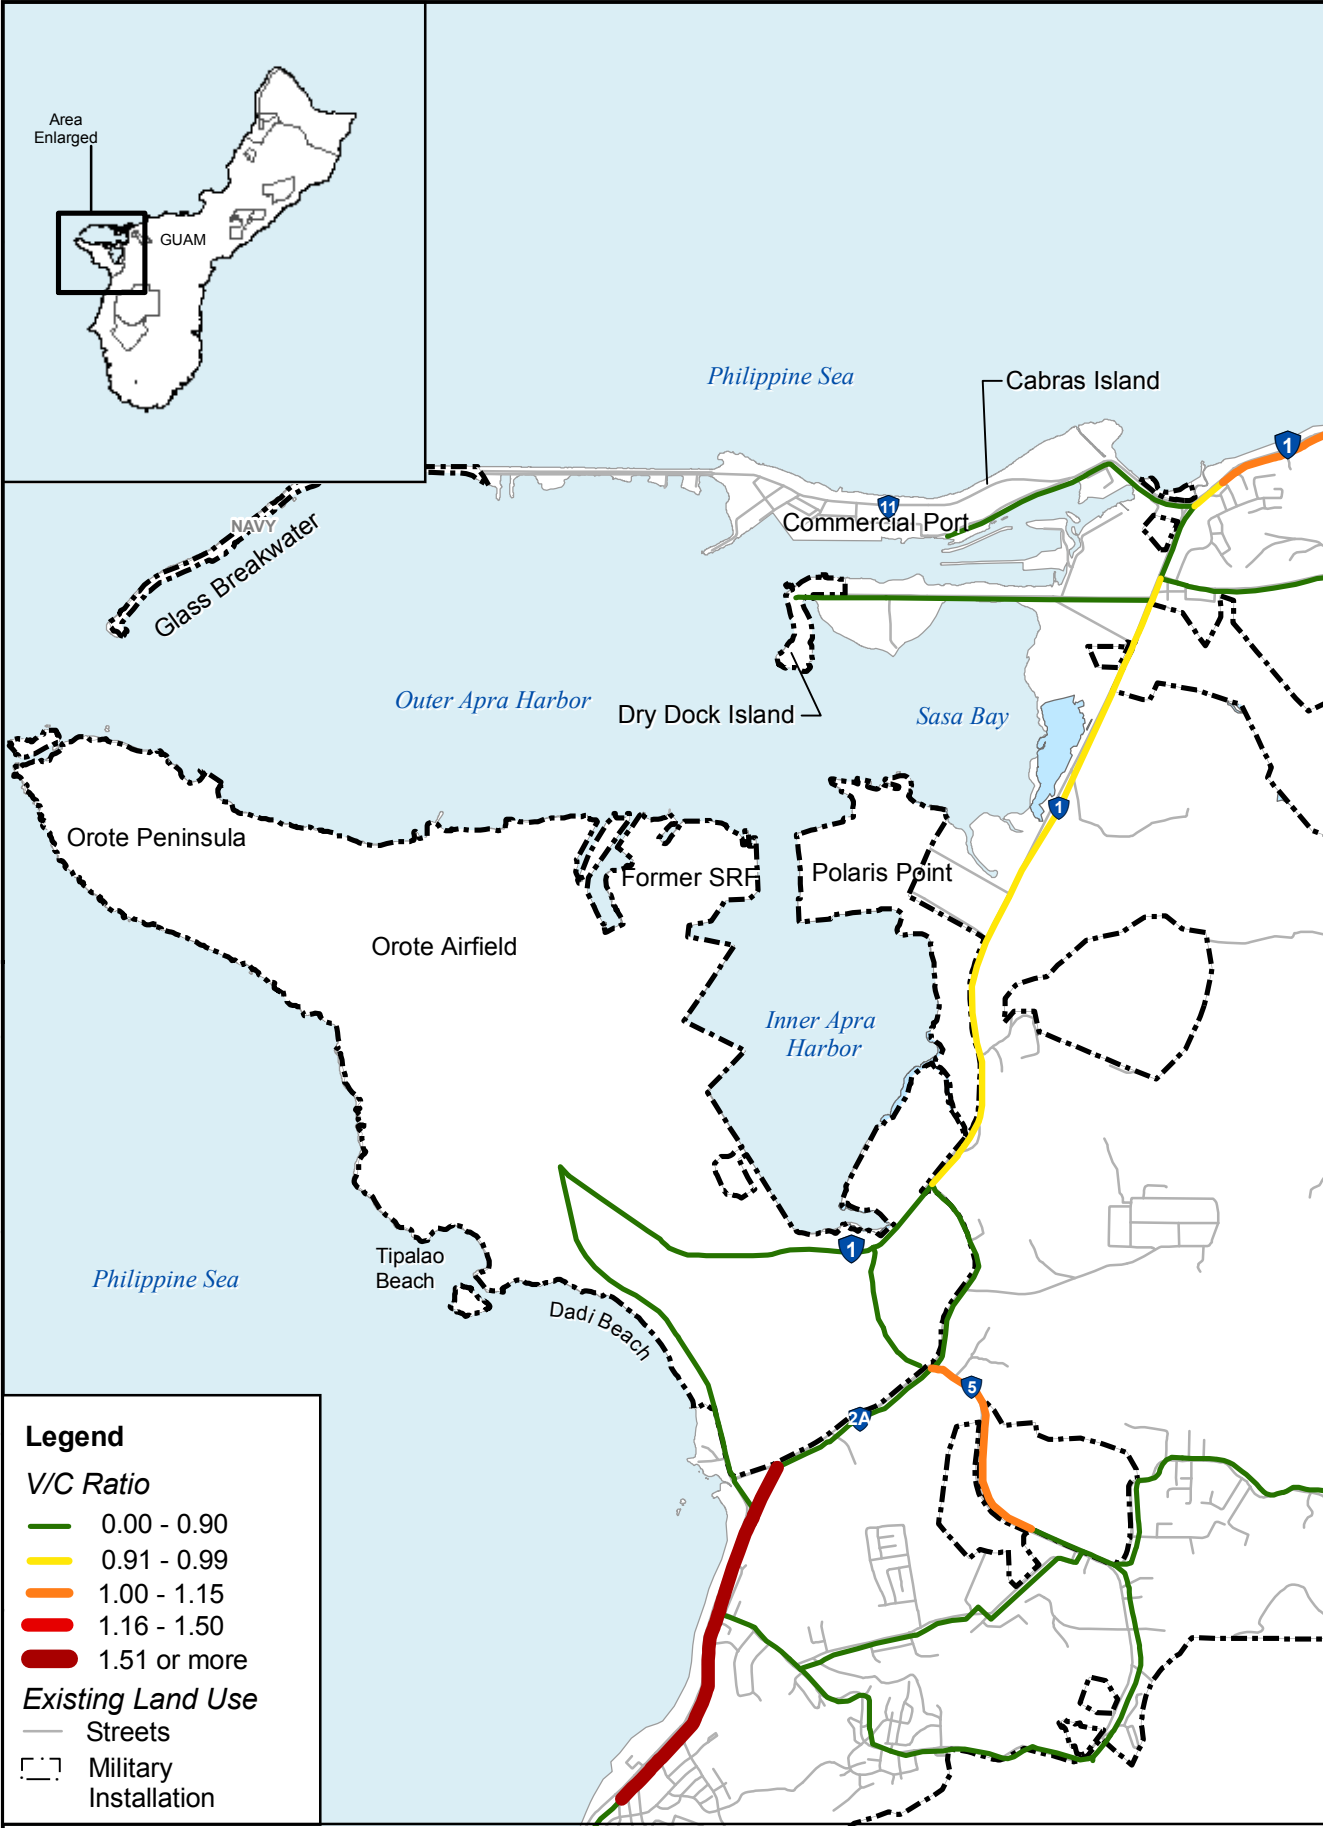 Area
Enlarged
GUAM
Philippine Sea
Cabras Island
1
11
Commercial Port
NAVY
Glass Breakwater
Outer Apra Harbor
Dry Dock Island
Sasa Bay
1
Orote Peninsula
Former SRF
Polaris Point
Orote Airfield
Inner Apra
Harbor
1
Tipalao
Beach
Philippine Sea
Dadi Beach
5
2A
Legend
V/C Ratio
0.00 - 0.90
0.91 - 0.99
1.00 - 1.15
1.16 - 1.50
1.51 or more
Existing Land Use
Streets
Military
Installation